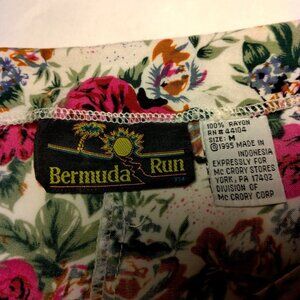 Bermuda Run
100% RAYON
RN# 44104
SIZE: M
©1995 MADE IN
INDONESIA
EXPRESSLY FOR
MC CRORY STORES
YORK, PA 17402
DIVISION OF
MC CRORY CORP